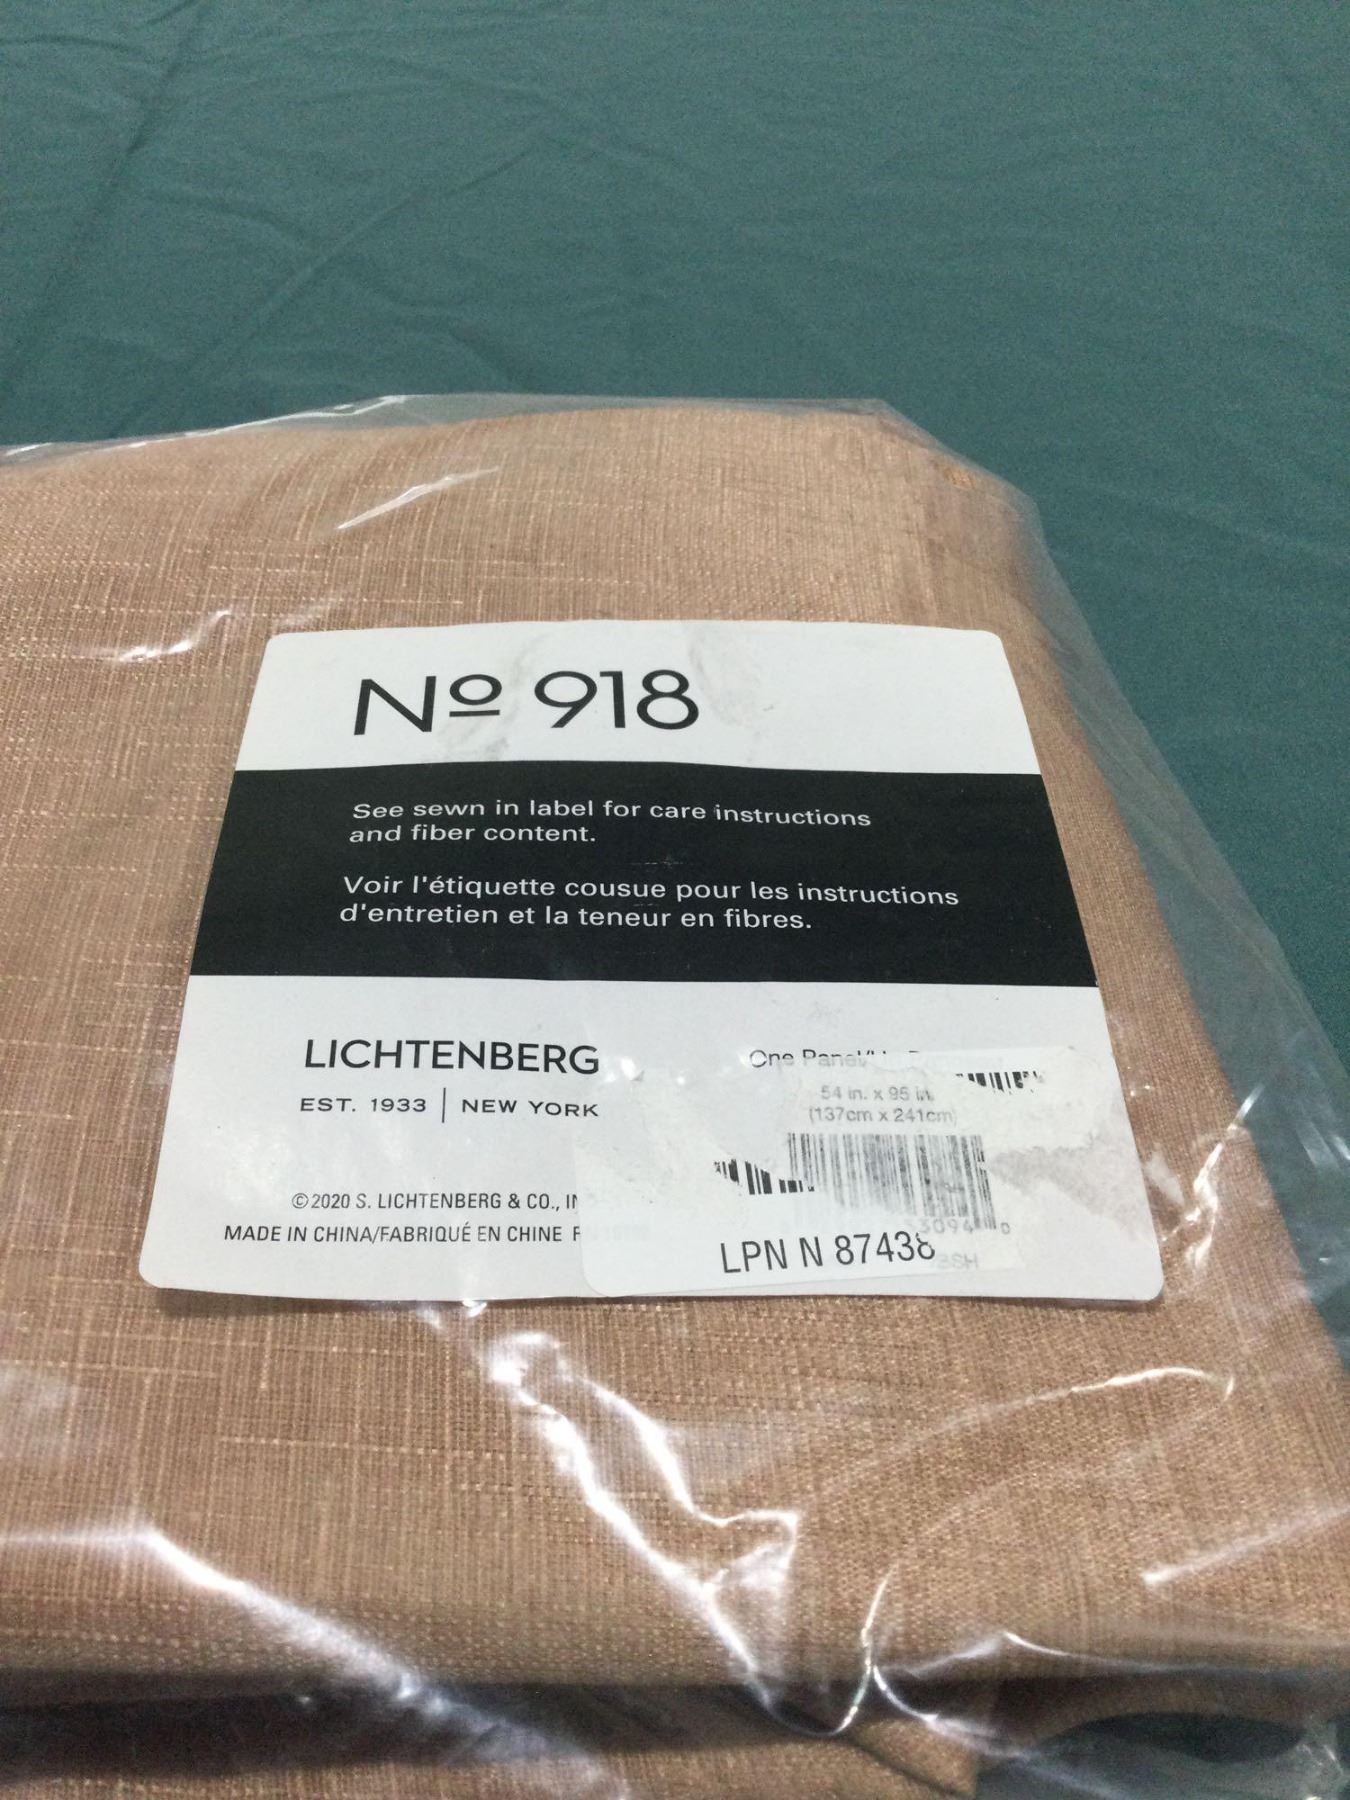 Nº 918
See sewn in label for care instructions
and fiber content.
Voir l'étiquette cousue pour les instructions
d'entretien et la teneur en fibres.
LICHTENBERG
EST. 1933 | NEW YORK
One
54 in. x 95 in.
(137cm x 241cm)
©2020 S. LICHTENBERG & CO.,
MADE IN CHINA/FABRIQUÉ EN CHINE
LPN N 87438